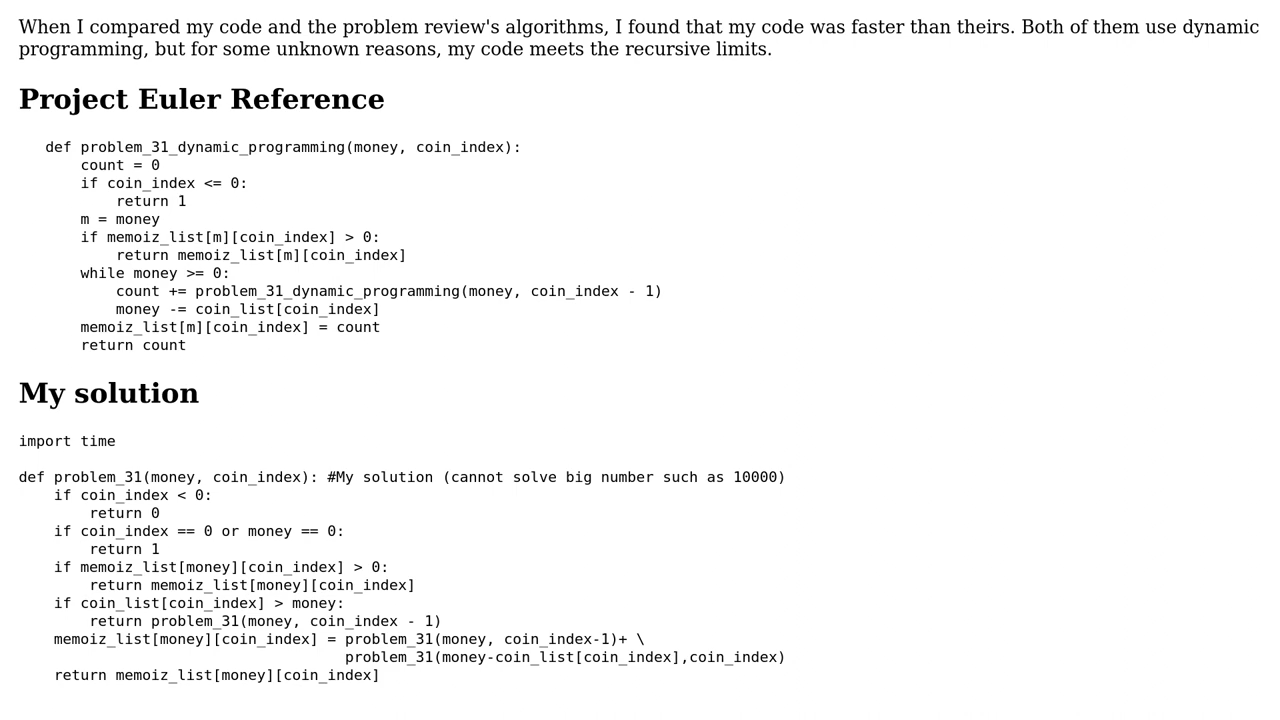 When I compared my code and the problem review's algorithms, I found that my code was faster than theirs. Both of them use dynamic
programming, but for some unknown reasons, my code meets the recursive limits.
Project Euler Reference
def problem_31_dynamic_programming(money, coin_index):
    count = 0
    if coin_index <= 0:
        return 1
    m = money
    if memoiz_list[m][coin_index] > 0:
        return memoiz_list[m][coin_index]
    while money >= 0:
        count += problem_31_dynamic_programming(money, coin_index - 1)
        money -= coin_list[coin_index]
    memoiz_list[m][coin_index] = count
    return count
My solution
import time
def problem_31(money, coin_index): #My solution (cannot solve big number such as 10000)
    if coin_index < 0:
        return 0
    if coin_index == 0 or money == 0:
        return 1
    if memoiz_list[money][coin_index] > 0:
        return memoiz_list[money][coin_index]
    if coin_list[coin_index] > money:
        return problem_31(money, coin_index - 1)
    memoiz_list[money][coin_index] = problem_31(money, coin_index-1)+ \
                                     problem_31(money-coin_list[coin_index],coin_index)
    return memoiz_list[money][coin_index]